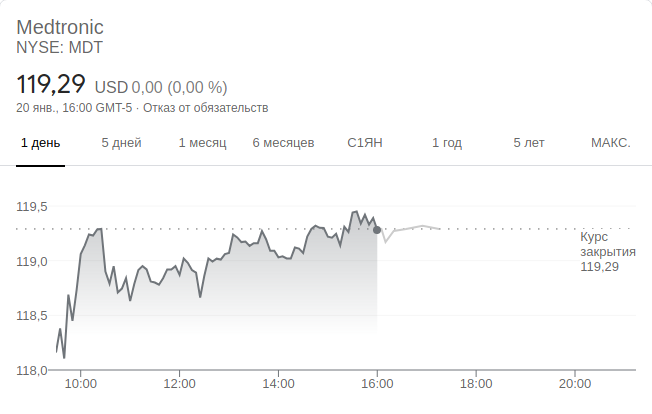 Medtronic
NYSE: MDT
119,29 USD 0,00 (0,00 %)
20 янв., 16:00 GMT-5 · Отказ от обязательств
1 день 5 дней 1 месяц 6 месяцев С1ЯН 1 год 5 лет МАКС.
119,5
Курс
закрытия
119,29
119,0
118,5
118,0
10:00 12:00 14:00 16:00 18:00 20:00